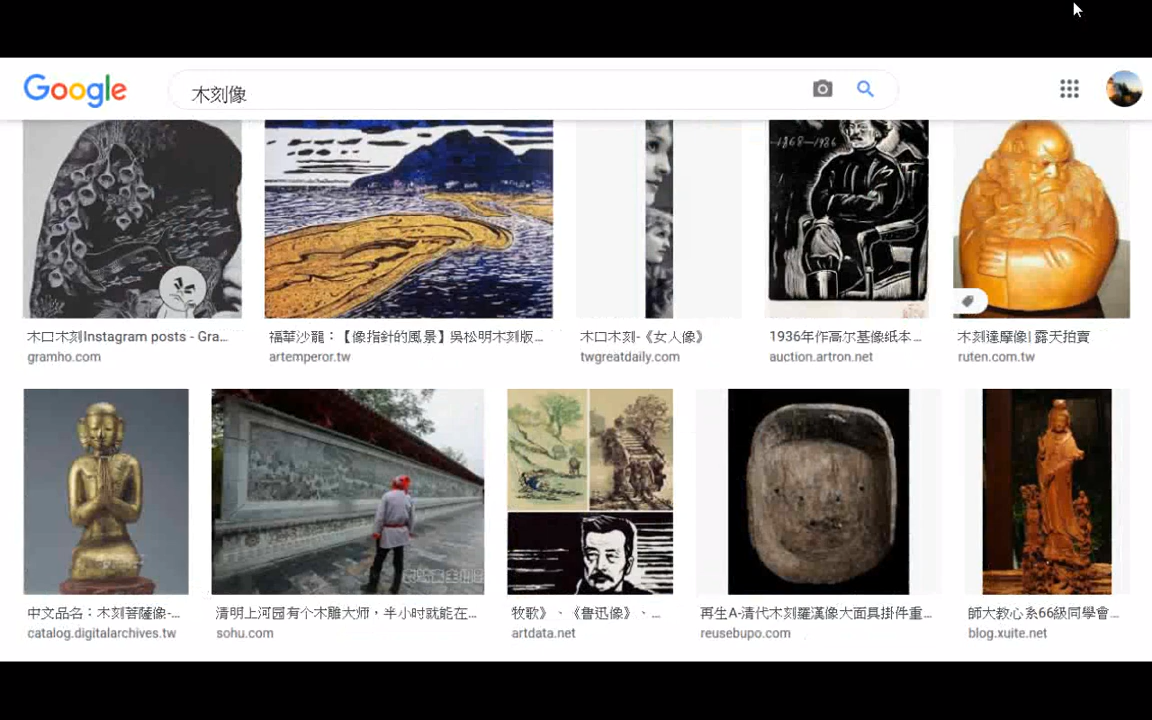 Google
木刻像
1868—1936
木口木刻Instagram posts - Gra...
福華沙龍：【像指針的風景】吳松明木刻版...
木口木刻-《女人像》
1936年作高尔基像纸本...
木刻達摩像| 露天拍賣
gramho.com
artemperor.tw
twgreatdaily.com
auction.artron.net
ruten.com.tw
中文品名：木刻菩薩像-...
清明上河园有个木雕大师，半小时就能在...
牧歌》、《鲁迅像》、...
再生A-清代木刻羅漢像大面具掛件重...
師大教心系66級同學會...
catalog.digitalarchives.tw
sohu.com
artdata.net
reusebupo.com
blog.xuite.net